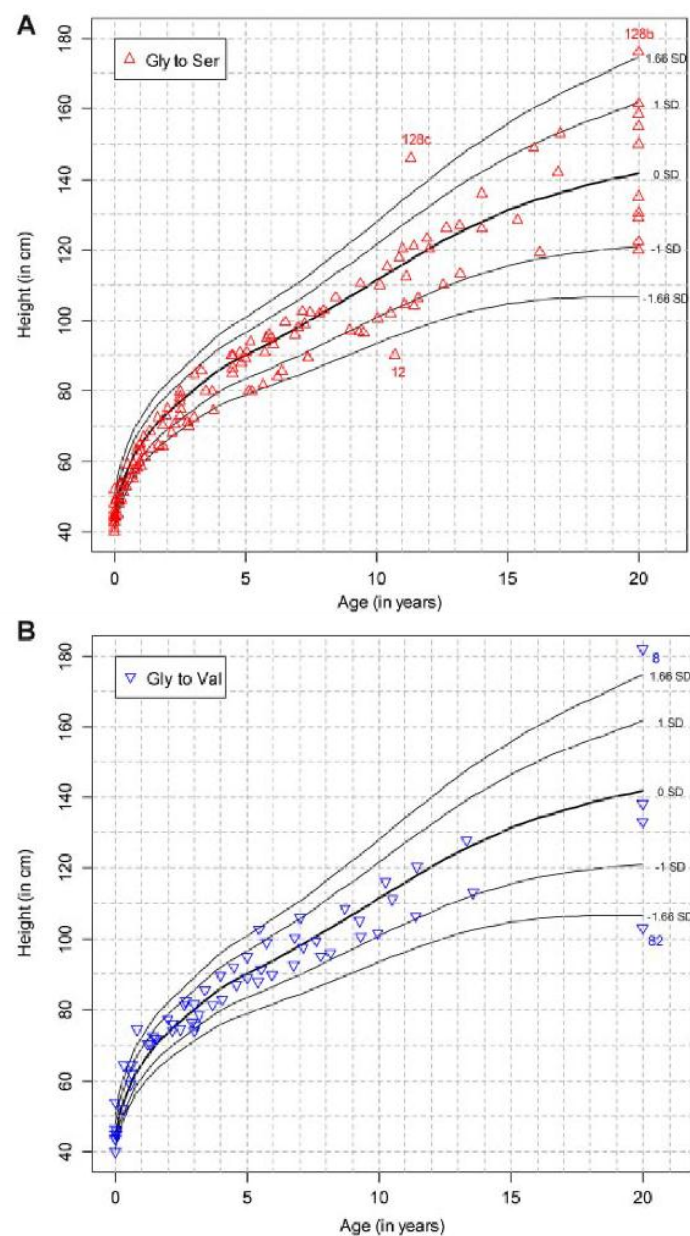 A
180
160
140
120
100
80
60
40
Height (in cm)
Gly to Ser
128b
1.66 SD
1 SD
128c
0 SD
-1 SD
-1.66 SD
12
0
5
10
15
20
Age (in years)
B
180
160
140
120
100
80
60
40
Height (in cm)
Gly to Val
8
1.66 SD
1 SD
0 SD
-1 SD
-1.66 SD
82
0
5
10
15
20
Age (in years)